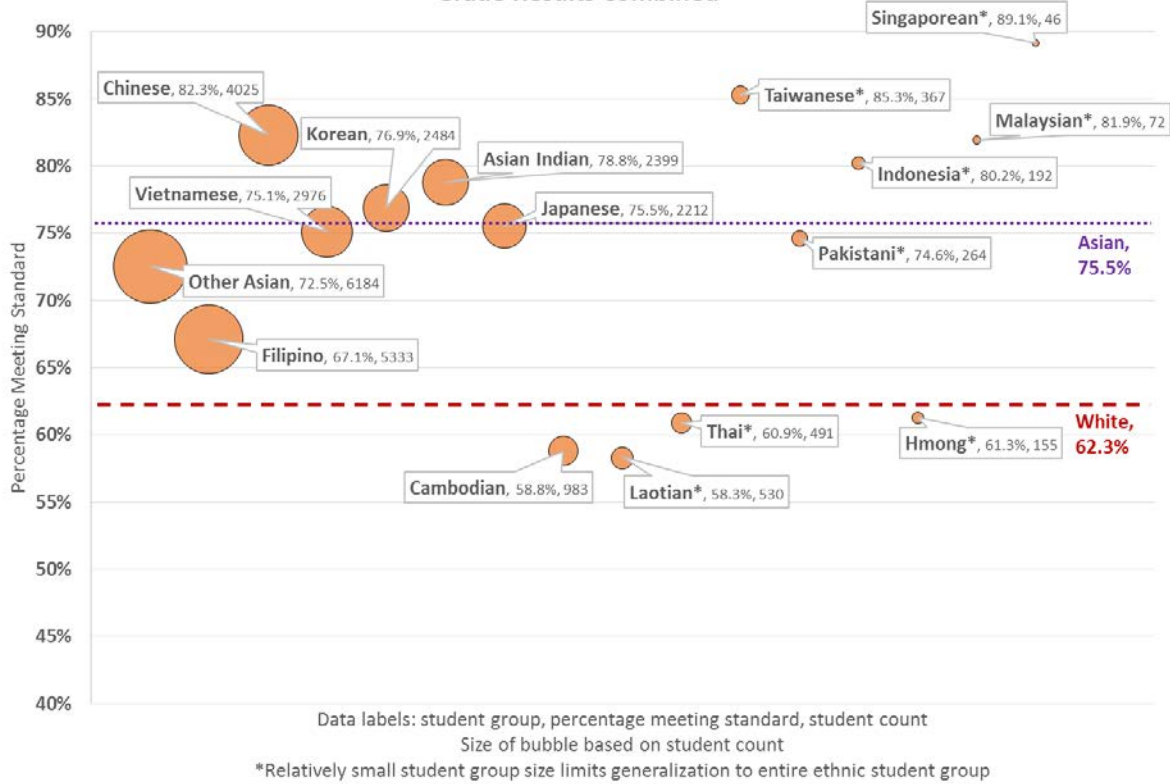 Singaporean*, 89.1%, 46
90%
Chinese, 82.3%, 4025
85%
Taiwanese*, 85.3%, 367
Korean, 76.9%, 2484
Malaysian*, 81.9%, 72
Asian Indian, 78.8%, 2399
80%
Indonesia*, 80.2%, 192
Vietnamese, 75.1%, 2976
Japanese, 75.5%, 2212
75%
Asian,
75.5%
Pakistani*, 74.6%, 264
Other Asian, 72.5%, 6184
70%
Filipino, 67.1%, 5333
65%
Percentage Meeting Standard
White,
62.3%
60%
Thai*, 60.9%, 491
Hmong*, 61.3%, 155
Cambodian, 58.8%, 983
Laotian*, 58.3%, 530
55%
50%
45%
40%
Data labels: student group, percentage meeting standard, student count
Size of bubble based on student count
*Relatively small student group size limits generalization to entire ethnic student group